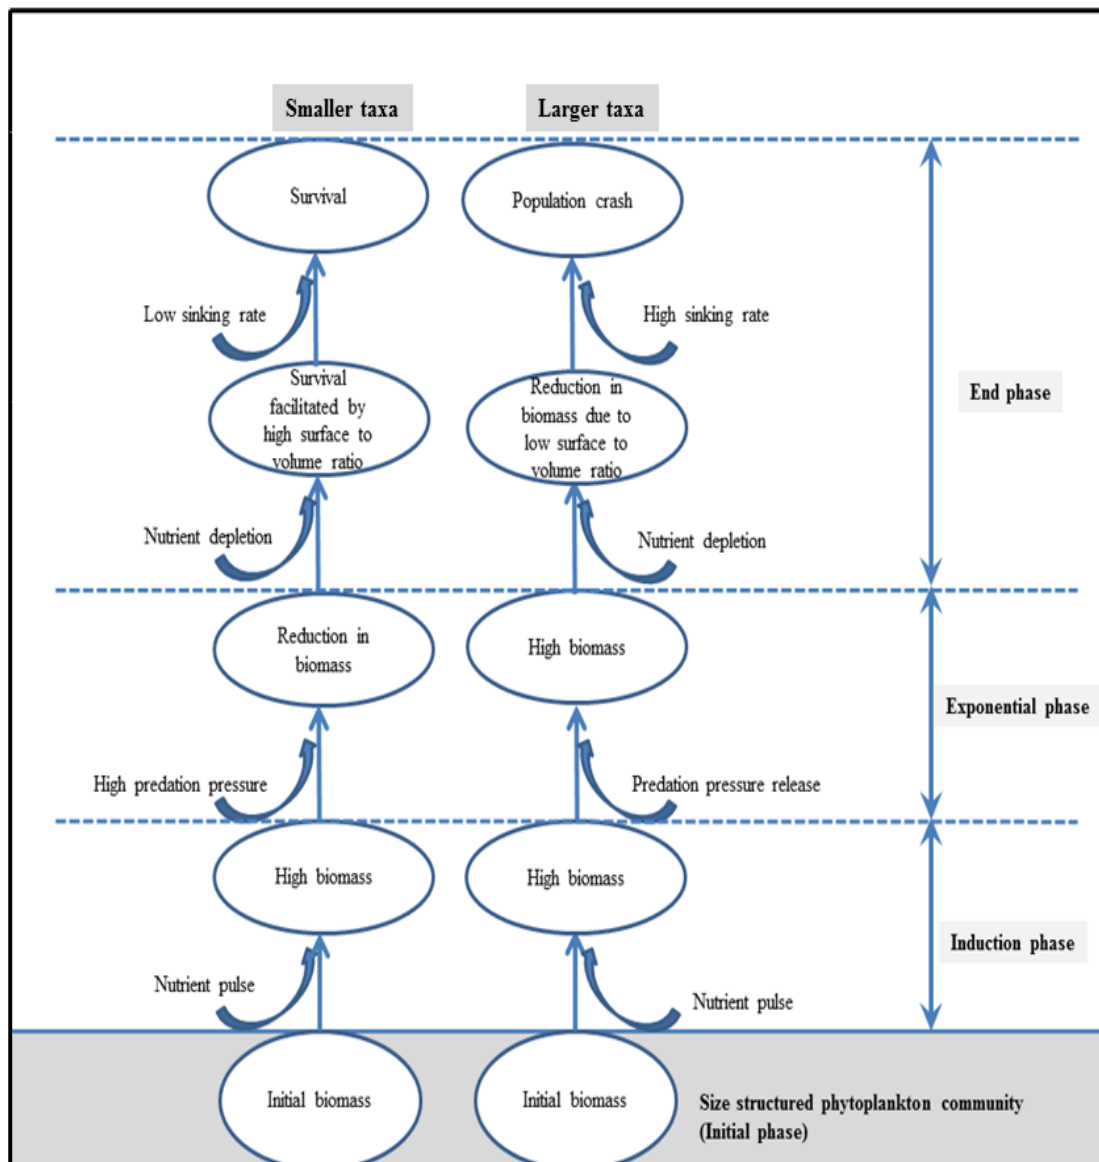 Smaller taxa
Larger taxa
Survival
Population crash
Low sinking rate
High sinking rate
Survival
facilitated by
high surface to
volume ratio
Reduction in
biomass due to
low surface to
volume ratio
End phase
Nutrient depletion
Nutrient depletion
Reduction in
biomass
High biomass
Exponential phase
High predation pressure
Predation pressure release
High biomass
High biomass
Induction phase
Nutrient pulse
Nutrient pulse
Initial biomass
Initial biomass
Size structured phytoplankton community
(Initial phase)